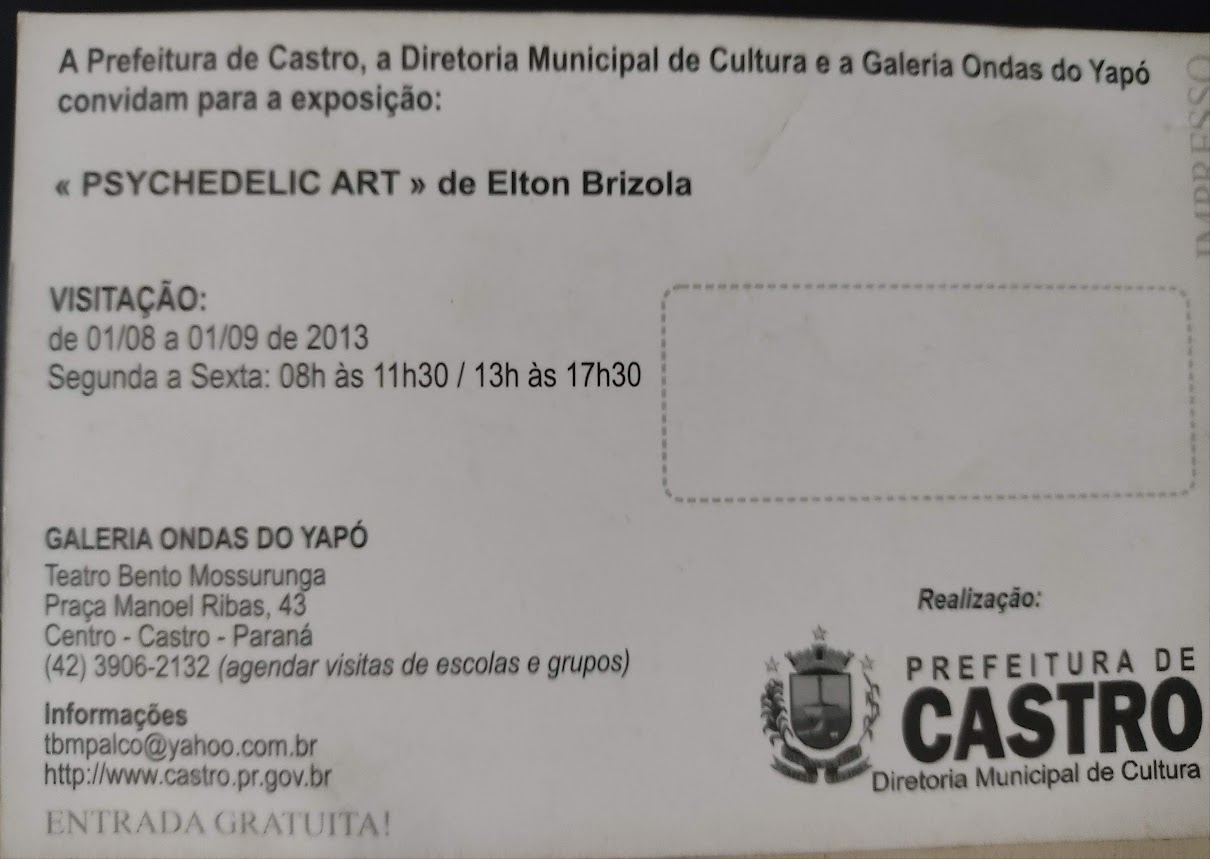 A Prefeitura de Castro, a Diretoria Municipal de Cultura e a Galeria Ondas do Yapó
convidam para a exposição:
« PSYCHEDELIC ART » de Elton Brizola
IMPRESSO
VISITAÇÃO:
de 01/08 a 01/09 de 2013
Segunda a Sexta: 08h às 11h30 / 13h às 17h30
GALERIA ONDAS DO YAPÓ
Teatro Bento Mossurunga
Praça Manoel Ribas, 43
Centro - Castro - Paraná
(42) 3906-2132 (agendar visitas de escolas e grupos)
Informações
tbmpalco@yahoo.com.br
http://www.castro.pr.gov.br
ENTRADA GRATUITA!
Realização:
PREFEITURA DE
CASTRO
Diretoria Municipal de Cultura